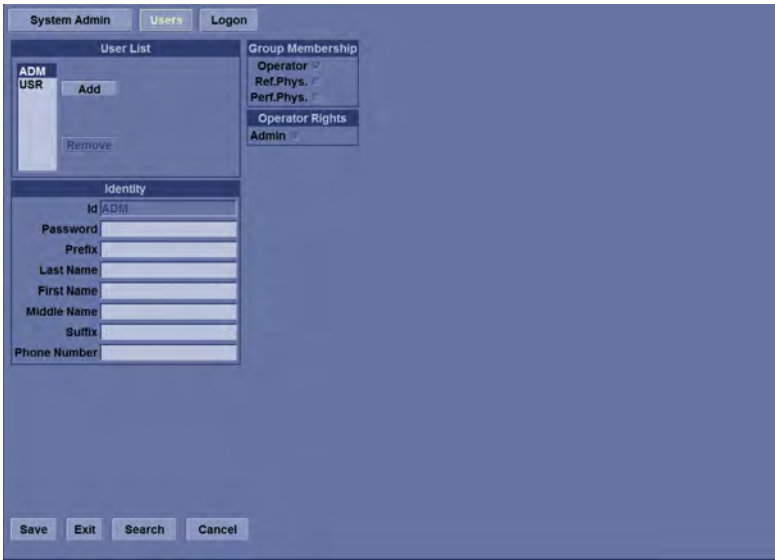 System Admin Users Logon
User List
ADM
USR
Add
Remove
Identity
Id ADM
Password
Prefix
Last Name
First Name
Middle Name
Suffix
Phone Number
Group Membership
Operator
Ref.Phys.
Perf.Phys.
Operator Rights
Admin
Save Exit Search Cancel